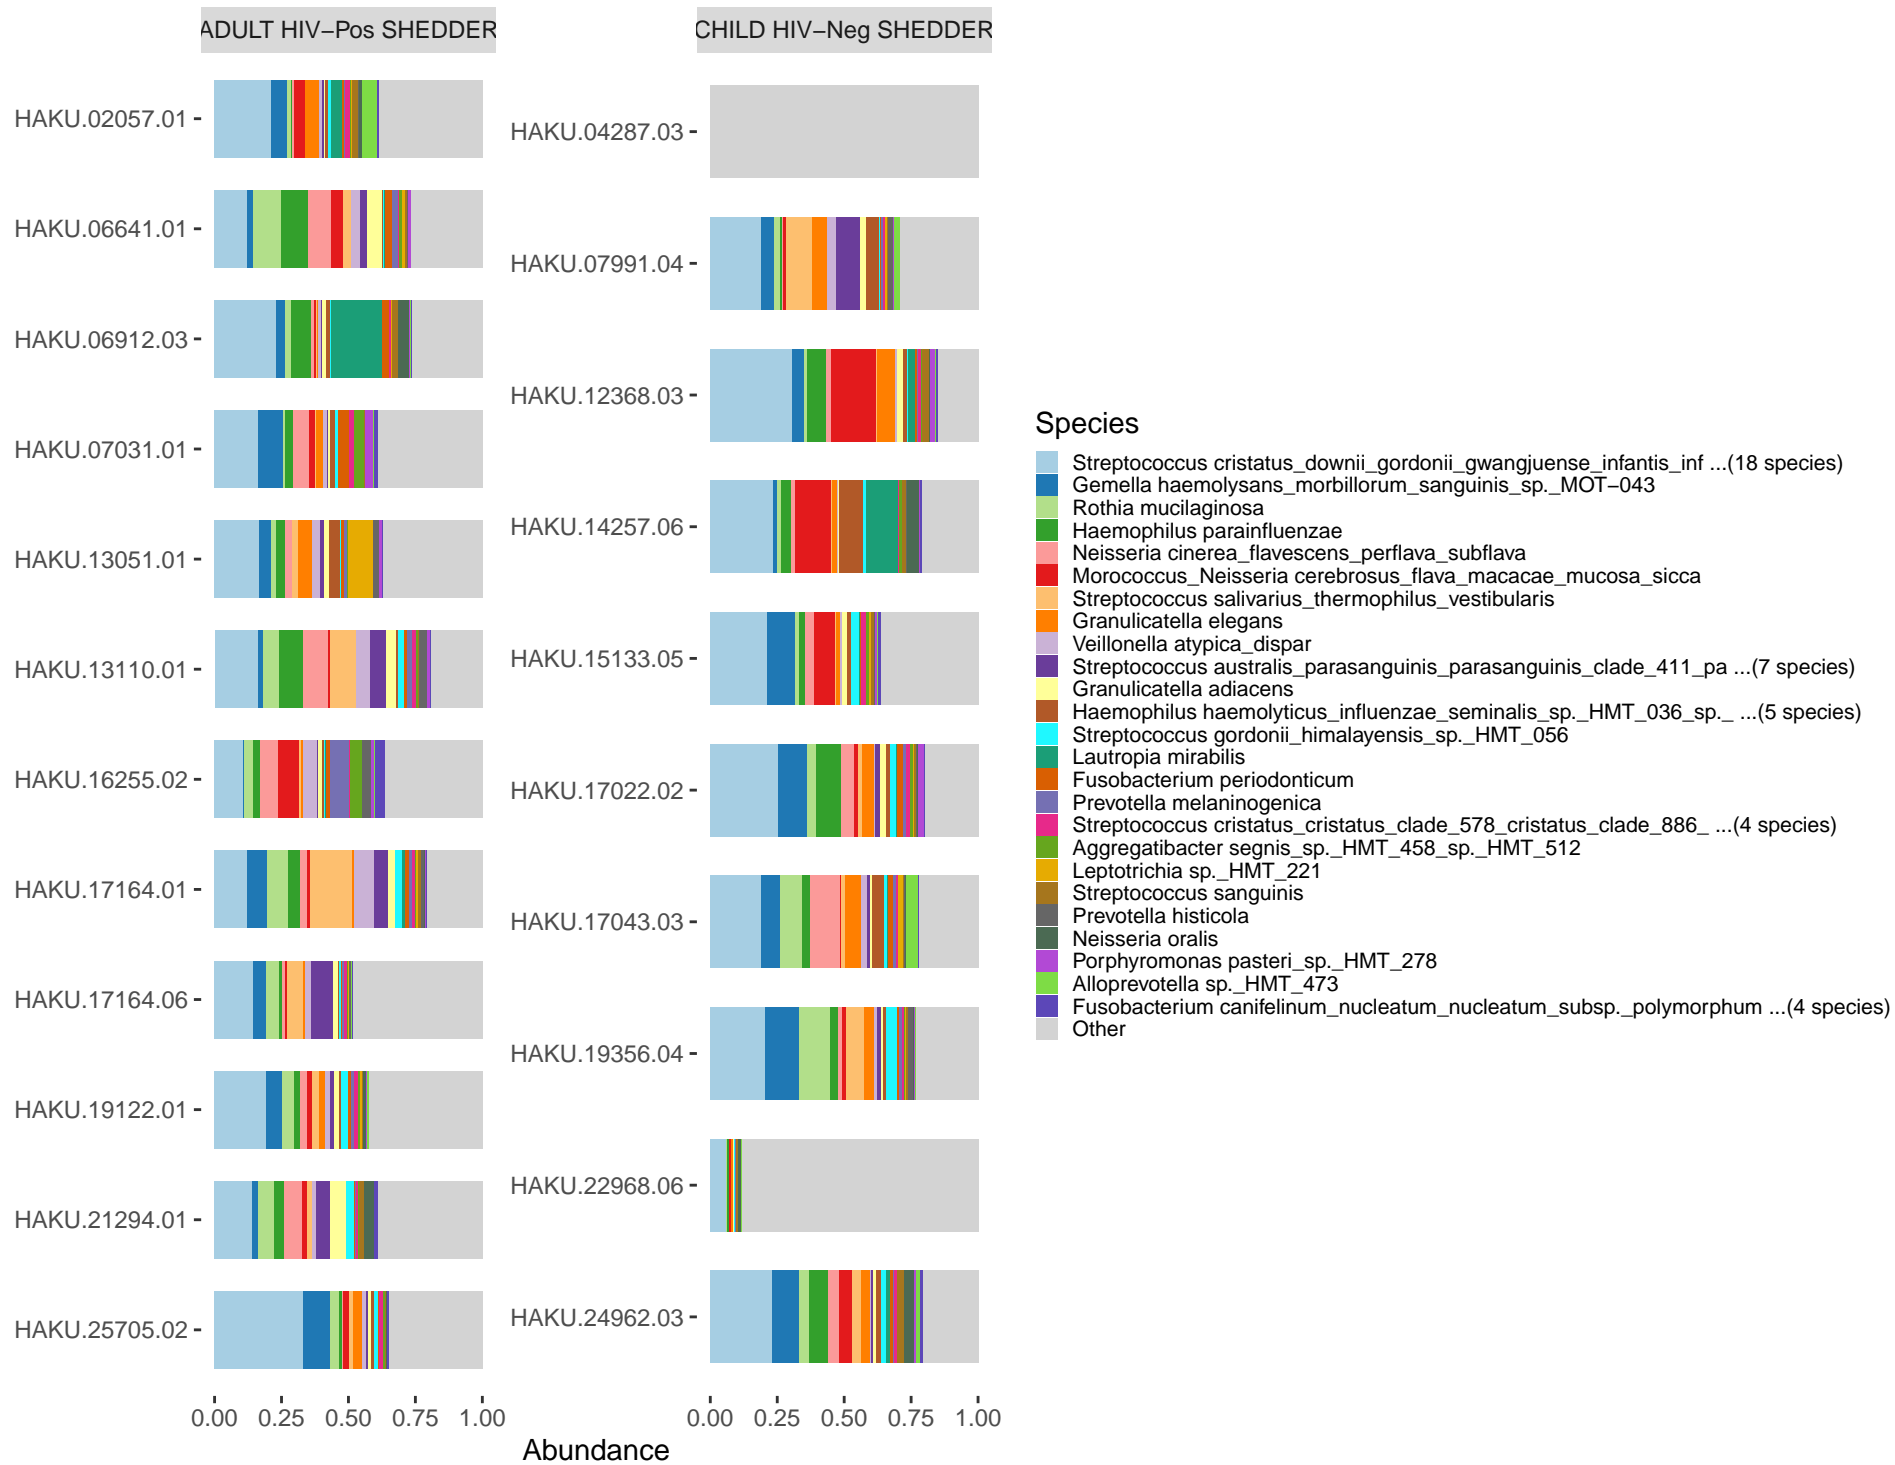 ADULT HIV−Pos SHEDDER
CHILD HIV−Neg SHEDDER
HAKU.02057.01
HAKU.06641.01
HAKU.06912.03
HAKU.07031.01
HAKU.13051.01
HAKU.13110.01
HAKU.16255.02
HAKU.17164.01
HAKU.17164.06
HAKU.19122.01
HAKU.21294.01
HAKU.25705.02
HAKU.04287.03
HAKU.07991.04
HAKU.12368.03
HAKU.14257.06
HAKU.15133.05
HAKU.17022.02
HAKU.17043.03
HAKU.19356.04
HAKU.22968.06
HAKU.24962.03
0.00 0.25 0.50 0.75 1.00
0.00 0.25 0.50 0.75 1.00
Abundance
Species
Streptococcus cristatus_downii_gordonii_gwangjuense_infantis_inf ...(18 species)
Gemella haemolysans_morbillorum_sanguinis_sp._MOT−043
Rothia mucilaginosa
Haemophilus parainfluenzae
Neisseria cinerea_flavescens_perflava_subflava
Morococcus_Neisseria cerebrosus_flava_macacae_mucosa_sicca
Streptococcus salivarius_thermophilus_vestibularis
Granulicatella elegans
Veillonella atypica_dispar
Streptococcus australis_parasanguinis_parasanguinis_clade_411_pa ...(7 species)
Granulicatella adiacens
Haemophilus haemolyticus_influenzae_seminalis_sp._HMT_036_sp._ ...(5 species)
Streptococcus gordonii_himalayensis_sp._HMT_056
Lautropia mirabilis
Fusobacterium periodonticum
Prevotella melaninogenica
Streptococcus cristatus_cristatus_clade_578_cristatus_clade_886_ ...(4 species)
Aggregatibacter segnis_sp._HMT_458_sp._HMT_512
Leptotrichia sp._HMT_221
Streptococcus sanguinis
Prevotella histicola
Neisseria oralis
Porphyromonas pasteri_sp._HMT_278
Alloprevotella sp._HMT_473
Fusobacterium canifelinum_nucleatum_nucleatum_subsp._polymorphum ...(4 species)
Other